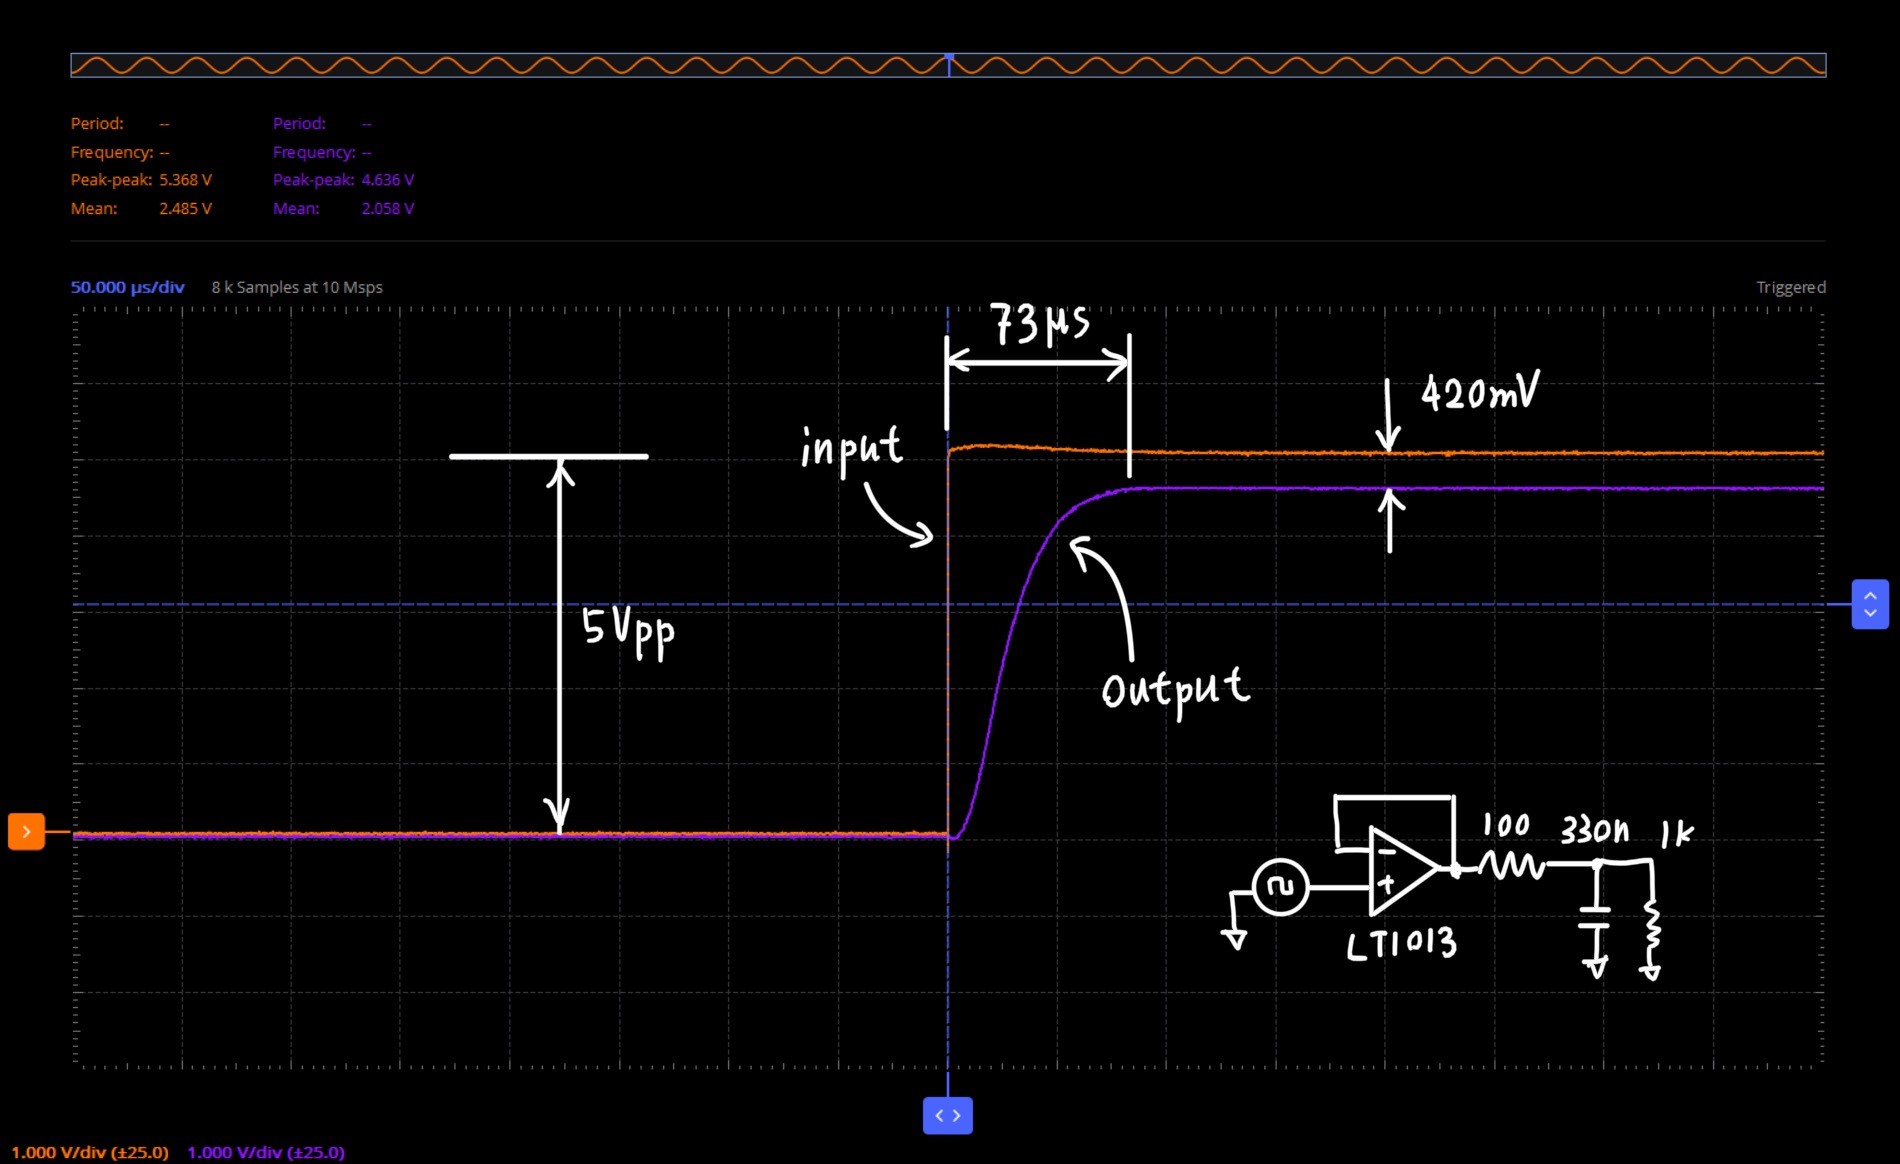 Period: -- Period: --
Frequency: -- Frequency: --
Peak-peak: 5.368 V Peak-peak: 4.636 V
Mean: 2.485 V Mean: 2.058 V
50.000 µs/div 8 k Samples at 10 Msps Triggered
73µs
420mV
input
5Vpp
Output
100 330n 1k
-
+
LT1013
1.000 V/div (±25.0) 1.000 V/div (±25.0)